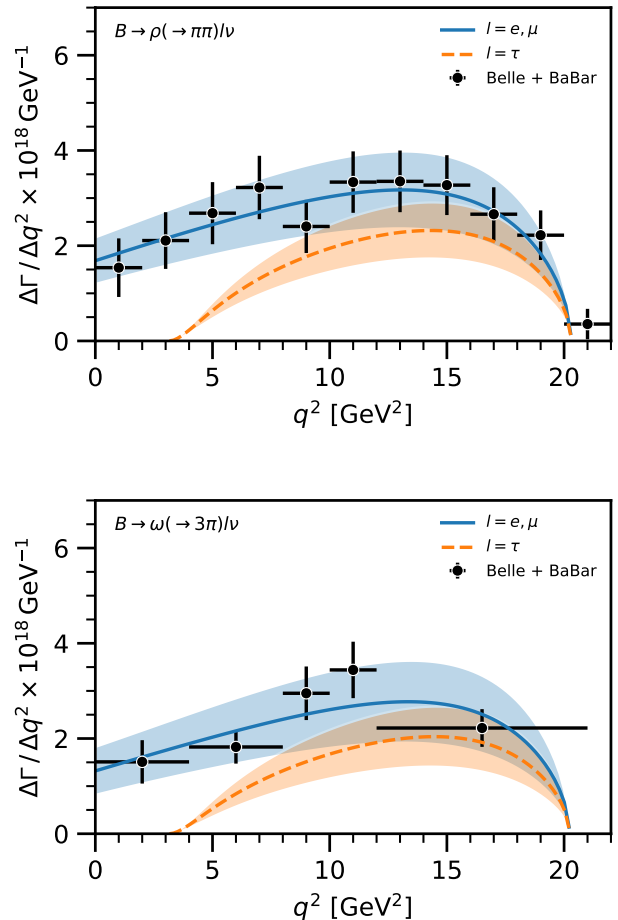 B → ρ(→ ππ)lν
l = e, μ
l = τ
Belle + BaBar
ΔΓ/Δq² × 10¹⁸ GeV⁻¹
6
4
2
0
0 5 10 15 20
q² [GeV²]
B → ω(→ 3π)lν
l = e, μ
l = τ
Belle + BaBar
ΔΓ/Δq² × 10¹⁸ GeV⁻¹
6
4
2
0
0 5 10 15 20
q² [GeV²]